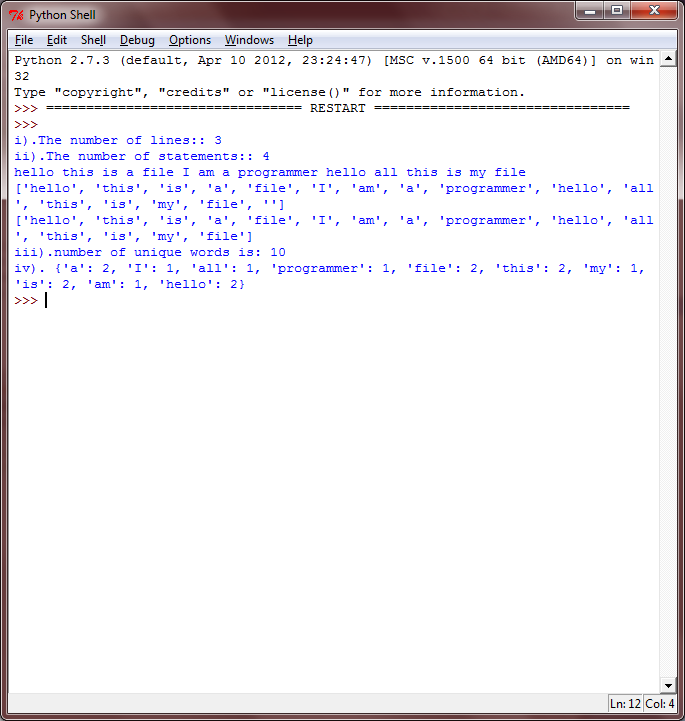 Python Shell
File Edit Shell Debug Options Windows Help
Python 2.7.3 (default, Apr 10 2012, 23:24:47) [MSC v.1500 64 bit (AMD64)] on win
32
Type "copyright", "credits" or "license()" for more information.
>>> ================================ RESTART ================================
>>>
i).The number of lines:: 3
ii).The number of statements:: 4
hello this is a file I am a programmer hello all this is my file
['hello', 'this', 'is', 'a', 'file', 'I', 'am', 'a', 'programmer', 'hello', 'all
', 'this', 'is', 'my', 'file', '']
['hello', 'this', 'is', 'a', 'file', 'I', 'am', 'a', 'programmer', 'hello', 'all
', 'this', 'is', 'my', 'file']
iii).number of unique words is: 10
iv). {'a': 2, 'I': 1, 'all': 1, 'programmer': 1, 'file': 2, 'this': 2, 'my': 1,
'is': 2, 'am': 1, 'hello': 2}
>>>
Ln: 12 Col: 4